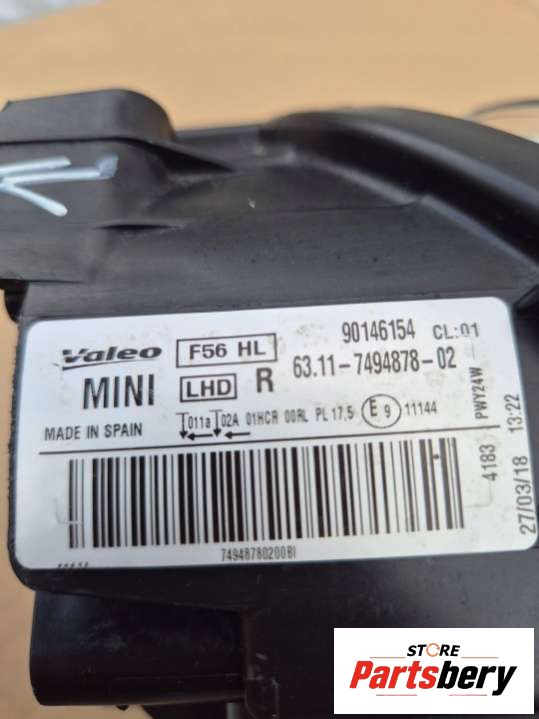 Valeo F56 HL 90146154 CL:01
MINI LHD R 63.11-7494878-02
MADE IN SPAIN 011a 02A 01HCR 00RL PL 17,5 E9 11144
PWY24W
4183
27/03/18 13:22
74948780200BI
STORE
Partsbery